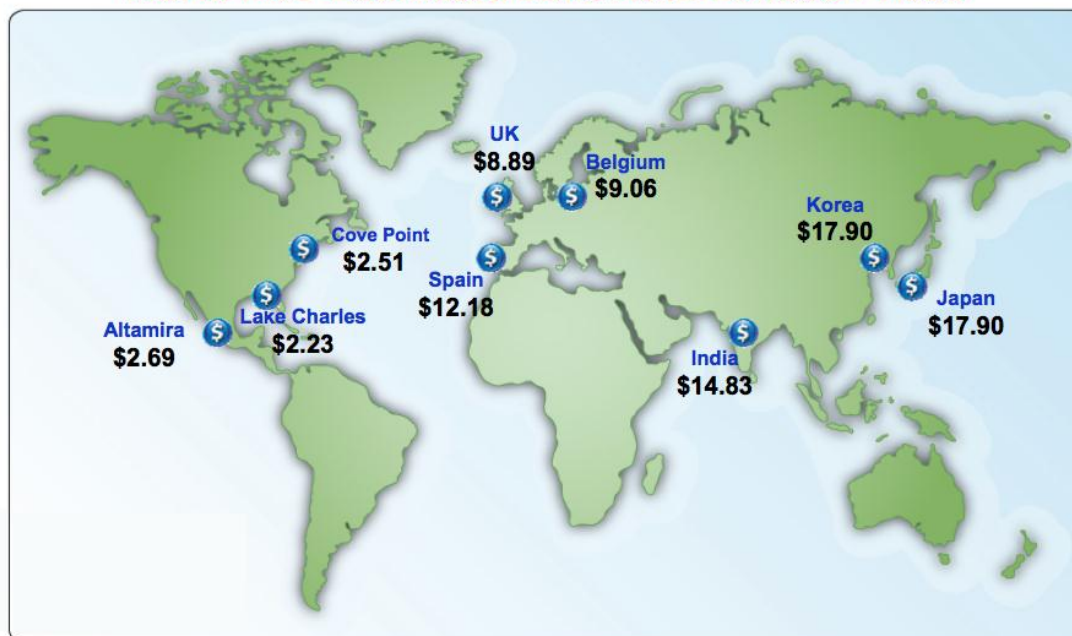 UK
$8.89
Belgium
$9.06
Korea
$17.90
Cove Point
$2.51
Spain
$12.18
Japan
$17.90
Altamira
$2.69
Lake Charles
$2.23
India
$14.83